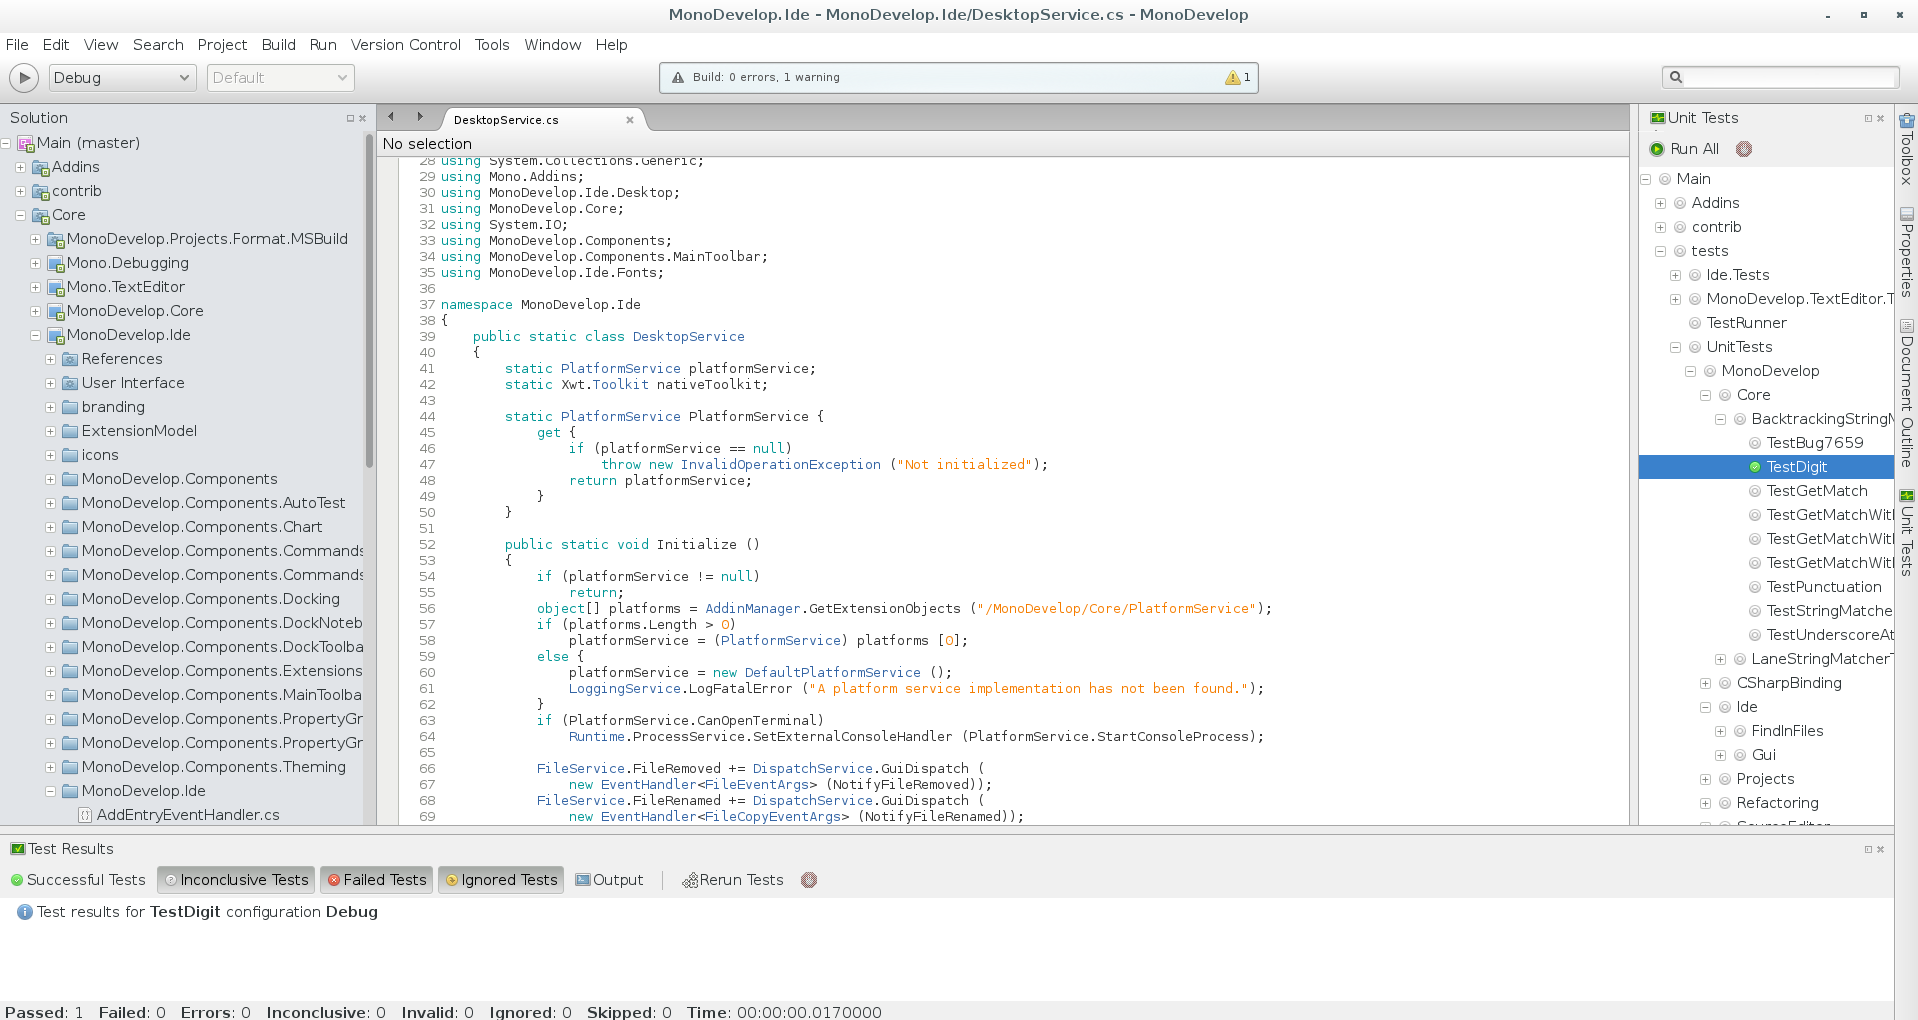 MonoDevelop.Ide - MonoDevelop.Ide/DesktopService.cs - MonoDevelop
File Edit View Search Project Build Run Version Control Tools Window Help
Debug
Default
Build: 0 errors, 1 warning
1
Solution
Main (master)
Addins
contrib
Core
MonoDevelop.Projects.Format.MSBuild
Mono.Debugging
Mono.TextEditor
MonoDevelop.Core
MonoDevelop.Ide
References
User Interface
branding
ExtensionModel
icons
MonoDevelop.Components
MonoDevelop.Components.AutoTest
MonoDevelop.Components.Chart
MonoDevelop.Components.Commands
MonoDevelop.Components.Commands
MonoDevelop.Components.Docking
MonoDevelop.Components.DockNoteb
MonoDevelop.Components.DockToolba
MonoDevelop.Components.Extensions
MonoDevelop.Components.MainToolba
MonoDevelop.Components.PropertyGr
MonoDevelop.Components.PropertyGr
MonoDevelop.Components.Theming
MonoDevelop.Ide
AddEntryEventHandler.cs
DesktopService.cs
No selection
28 using System.Collections.Generic;
29 using Mono.Addins;
30 using MonoDevelop.Ide.Desktop;
31 using MonoDevelop.Core;
32 using System.IO;
33 using MonoDevelop.Components;
34 using MonoDevelop.Components.MainToolbar;
35 using MonoDevelop.Ide.Fonts;
36
37 namespace MonoDevelop.Ide
38 {
39 public static class DesktopService
40 {
41 static PlatformService platformService;
42 static Xwt.Toolkit nativeToolkit;
43
44 static PlatformService PlatformService {
45 get {
46 if (platformService == null)
47 throw new InvalidOperationException ("Not initialized");
48 return platformService;
49 }
50 }
51
52 public static void Initialize ()
53 {
54 if (platformService != null)
55 return;
56 object[] platforms = AddinManager.GetExtensionObjects ("/MonoDevelop/Core/PlatformService");
57 if (platforms.Length > 0)
58 platformService = (PlatformService) platforms [0];
59 else {
60 platformService = new DefaultPlatformService ();
61 LoggingService.LogFatalError ("A platform service implementation has not been found.");
62 }
63 if (PlatformService.CanOpenTerminal)
64 Runtime.ProcessService.SetExternalConsoleHandler (PlatformService.StartConsoleProcess);
65
66 FileService.FileRemoved += DispatchService.GuiDispatch (
67 new EventHandler<FileEventArgs> (NotifyFileRemoved));
68 FileService.FileRenamed += DispatchService.GuiDispatch (
69 new EventHandler<FileCopyEventArgs> (NotifyFileRenamed));
Unit Tests
Run All
Main
Addins
contrib
tests
Ide.Tests
MonoDevelop.TextEditor.T
TestRunner
UnitTests
MonoDevelop
Core
BacktrackingStringM
TestBug7659
TestDigit
TestGetMatch
TestGetMatchWith
TestGetMatchWith
TestGetMatchWith
TestPunctuation
TestStringMatche
TestUnderscoreAt
LaneStringMatcherT
CSharpBinding
Ide
FindInFiles
Gui
Projects
Refactoring
SourceEditor
Toolbox
Properties
Document Outline
Unit Tests
Test Results
Successful Tests Inconclusive Tests Failed Tests Ignored Tests Output Rerun Tests
Test results for TestDigit configuration Debug
Passed: 1 Failed: 0 Errors: 0 Inconclusive: 0 Invalid: 0 Ignored: 0 Skipped: 0 Time: 00:00:00.0170000